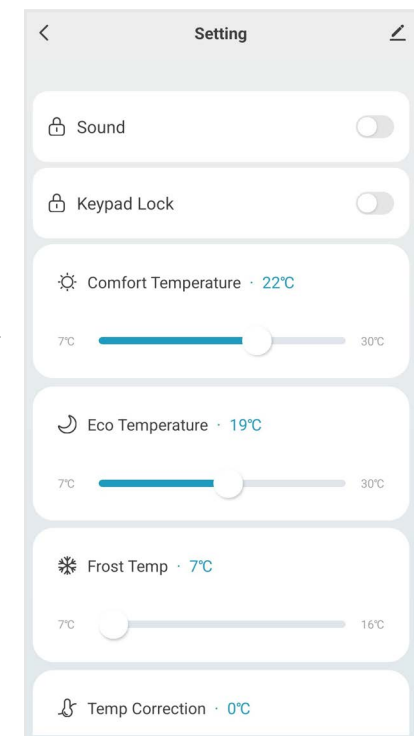 Setting
Sound
Keypad Lock
Comfort Temperature · 22℃
7℃ 30℃
Eco Temperature · 19℃
7℃ 30℃
Frost Temp · 7℃
7℃ 16℃
Temp Correction · 0℃